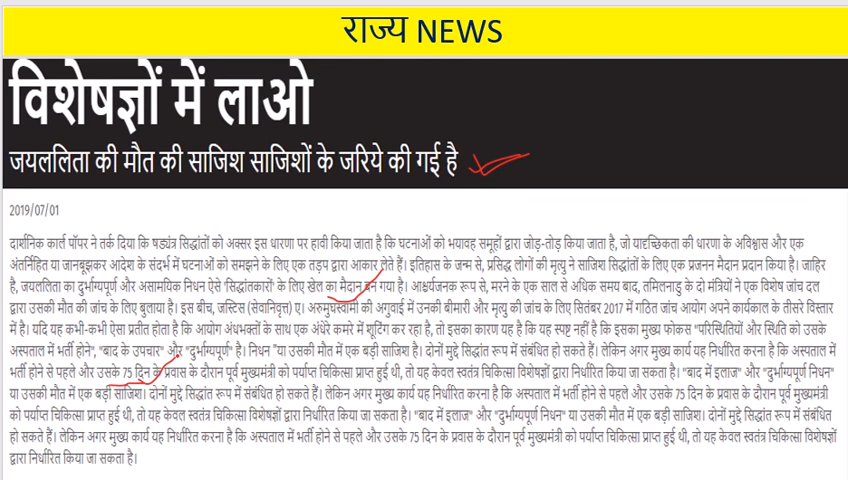 राज्य NEWS
विशेषज्ञों में लाओ
जयललिता की मौत की साजिश साजिशों के जरिये की गई है
2019/07/01
दार्शनिक कार्ल पॉपर ने तर्क दिया कि षड्यंत्र सिद्धांतों को अक्सर इस धारणा पर हावी किया जाता है कि घटनाओं को भयावह समूहों द्वारा जोड़-तोड़ किया जाता है, जो यादृच्छिकता की धारणा के अविश्वास और एक
अंतर्निहित या जानबूझकर आदेश के संदर्भ में घटनाओं को समझने के लिए एक तड़प द्वारा आकार लेते हैं। इतिहास के जन्म से, प्रसिद्ध लोगों की मृत्यु ने साजिश सिद्धांतों के लिए एक प्रजनन मैदान प्रदान किया है। जाहिर
है, जयललिता का दुर्भाग्यपूर्ण और असामयिक निधन ऐसे 'सिद्धांतकारों' के लिए खेल का मैदान बन गया है। आश्चर्यजनक रूप से, मरने के एक साल से अधिक समय बाद, तमिलनाडु के दो मंत्रियों ने एक विशेष जांच दल
द्वारा उसकी मौत की जांच के लिए बुलाया है। इस बीच, जस्टिस (सेवानिवृत्त) ए। अरुमुघस्वामी की अगुवाई में उनकी बीमारी और मृत्यु की जांच के लिए सितंबर 2017 में गठित जांच आयोग अपने कार्यकाल के तीसरे विस्तार
में है। यदि यह कभी-कभी ऐसा प्रतीत होता है कि आयोग अंधभक्तों के साथ एक अंधेरे कमरे में शूटिंग कर रहा है, तो इसका कारण यह है कि यह स्पष्ट नहीं है कि इसका मुख्य फोकस "परिस्थितियों और स्थिति को उसके
अस्पताल में भर्ती होने", "बाद के उपचार" और "दुर्भाग्यपूर्ण" है। निधन "या उसकी मौत में एक बड़ी साजिश है। दोनों मुद्दे सिद्धांत रूप में संबंधित हो सकते हैं। लेकिन अगर मुख्य कार्य यह निर्धारित करना है कि अस्पताल में
भर्ती होने से पहले और उसके 75 दिन के प्रवास के दौरान पूर्व मुख्यमंत्री को पर्याप्त चिकित्सा प्राप्त हुई थी, तो यह केवल स्वतंत्र चिकित्सा विशेषज्ञों द्वारा निर्धारित किया जा सकता है। "बाद में इलाज" और "दुर्भाग्यपूर्ण निधन"
या उसकी मौत में एक बड़ी साजिश। दोनों मुद्दे सिद्धांत रूप में संबंधित हो सकते हैं। लेकिन अगर मुख्य कार्य यह निर्धारित करना है कि अस्पताल में भर्ती होने से पहले और उसके 75 दिन के प्रवास के दौरान पूर्व मुख्यमंत्री
को पर्याप्त चिकित्सा प्राप्त हुई थी, तो यह केवल स्वतंत्र चिकित्सा विशेषज्ञों द्वारा निर्धारित किया जा सकता है। "बाद में इलाज" और "दुर्भाग्यपूर्ण निधन" या उसकी मौत में एक बड़ी साजिश। दोनों मुद्दे सिद्धांत रूप में संबंधित
हो सकते हैं। लेकिन अगर मुख्य कार्य यह निर्धारित करना है कि अस्पताल में भर्ती होने से पहले और उसके 75 दिन के प्रवास के दौरान पूर्व मुख्यमंत्री को पर्याप्त चिकित्सा प्राप्त हुई थी, तो यह केवल स्वतंत्र चिकित्सा विशेषज्ञों
द्वारा निर्धारित किया जा सकता है।